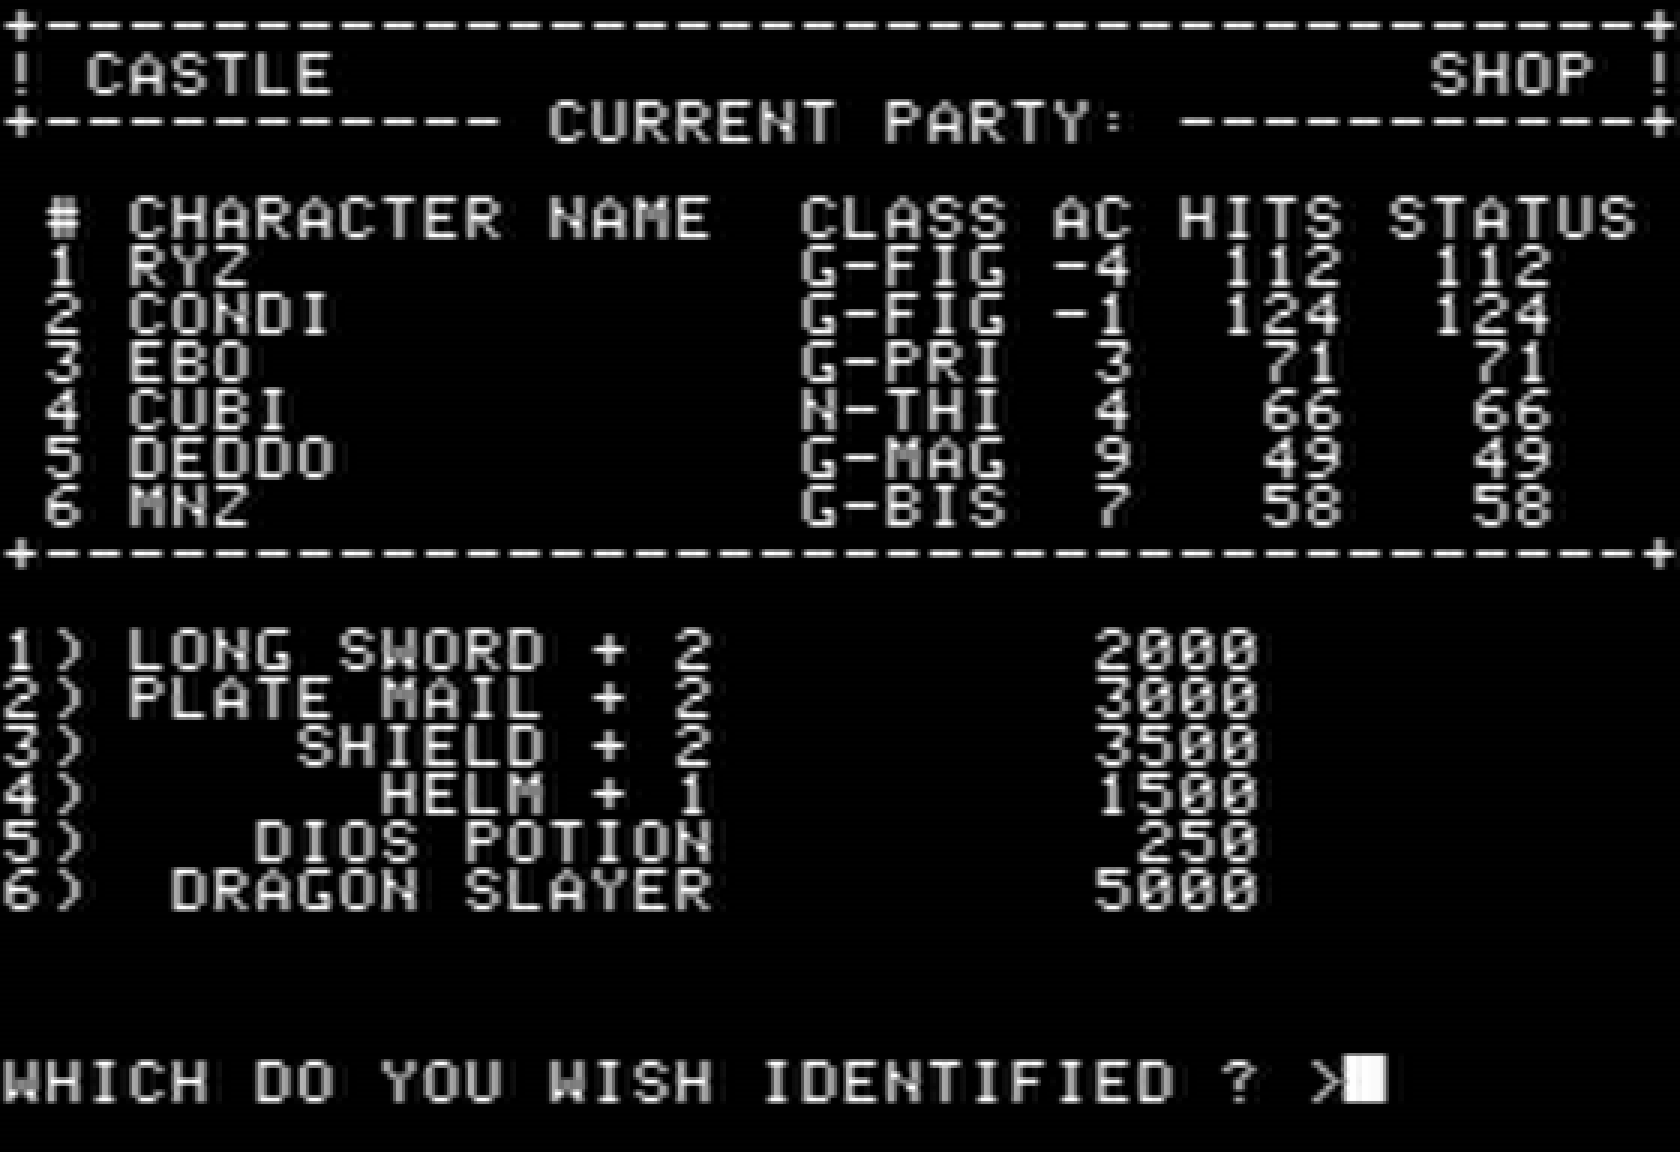 +--------------------------------------+
! CASTLE                          SHOP !
+----------- CURRENT PARTY: -----------+
 # CHARACTER NAME  CLASS AC HITS STATUS
 1 RYZ             G-FIG -4  112  112
 2 CONDI           G-FIG -1  124  124
 3 EBO             G-PRI  3   71   71
 4 CUBI            N-THI  4   66   66
 5 DEDDO           G-MAG  9   49   49
 6 MNZ             G-BIS  7   58   58
+--------------------------------------+
1) LONG SWORD + 2         2000
2) PLATE MAIL + 2         3000
3)     SHIELD + 2         3500
4)       HELM + 1         1500
5)    DIOS POTION          250
6)  DRAGON SLAYER         5000
WHICH DO YOU WISH IDENTIFIED ? >